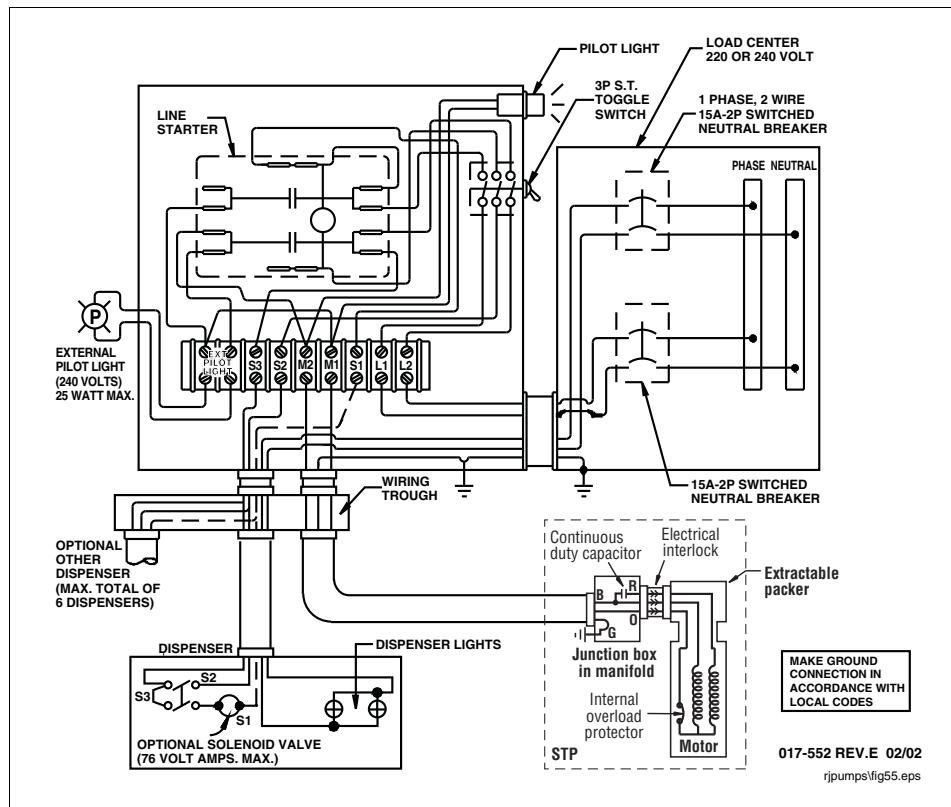 PILOT LIGHT
LOAD CENTER
220 OR 240 VOLT
3P S.T.
TOGGLE
SWITCH
1 PHASE, 2 WIRE
15A-2P SWITCHED
NEUTRAL BREAKER
LINE
STARTER
PHASE NEUTRAL
P
EXTERNAL
PILOT LIGHT
(240 VOLTS)
25 WATT MAX.
EXT
PILOT
LIGHT
S3
S2
M2
M1
S1
L1
L2
WIRING
TROUGH
15A-2P SWITCHED
NEUTRAL BREAKER
OPTIONAL
OTHER
DISPENSER
(MAX. TOTAL OF
6 DISPENSERS)
Continuous
duty capacitor
Electrical
interlock
Extractable
packer
B
R
O
G
Junction box
in manifold
Internal
overload
protector
Motor
STP
DISPENSER
DISPENSER LIGHTS
S2
S3
S1
OPTIONAL SOLENOID VALVE
(76 VOLT AMPS. MAX.)
MAKE GROUND
CONNECTION IN
ACCORDANCE WITH
LOCAL CODES
017-552 REV.E 02/02
rjpumps\fig55.eps